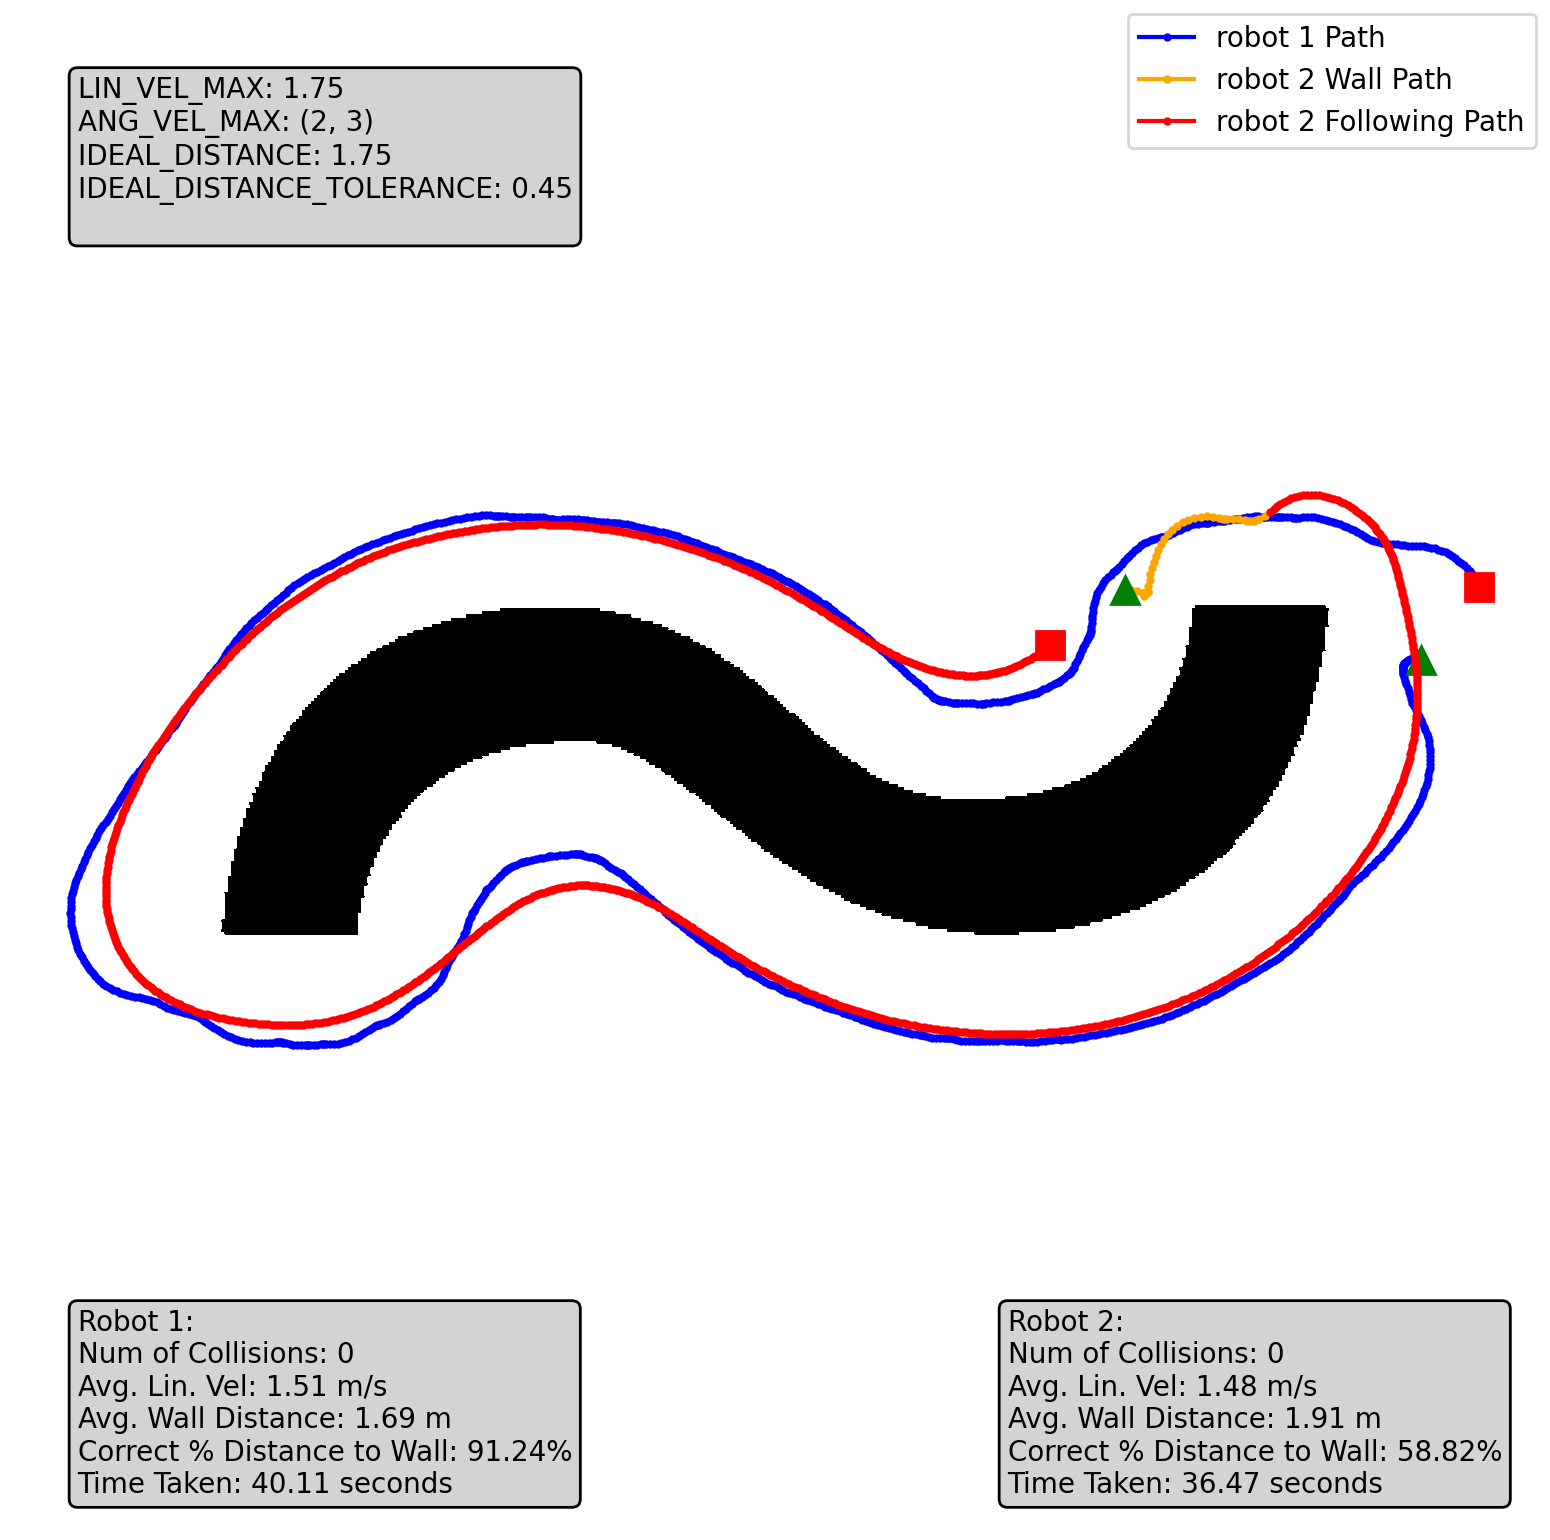 robot 1 Path
robot 2 Wall Path
robot 2 Following Path
LIN_VEL_MAX: 1.75
ANG_VEL_MAX: (2, 3)
IDEAL_DISTANCE: 1.75
IDEAL_DISTANCE_TOLERANCE: 0.45
Robot 1:
Num of Collisions: 0
Avg. Lin. Vel: 1.51 m/s
Avg. Wall Distance: 1.69 m
Correct % Distance to Wall: 91.24%
Time Taken: 40.11 seconds
Robot 2:
Num of Collisions: 0
Avg. Lin. Vel: 1.48 m/s
Avg. Wall Distance: 1.91 m
Correct % Distance to Wall: 58.82%
Time Taken: 36.47 seconds